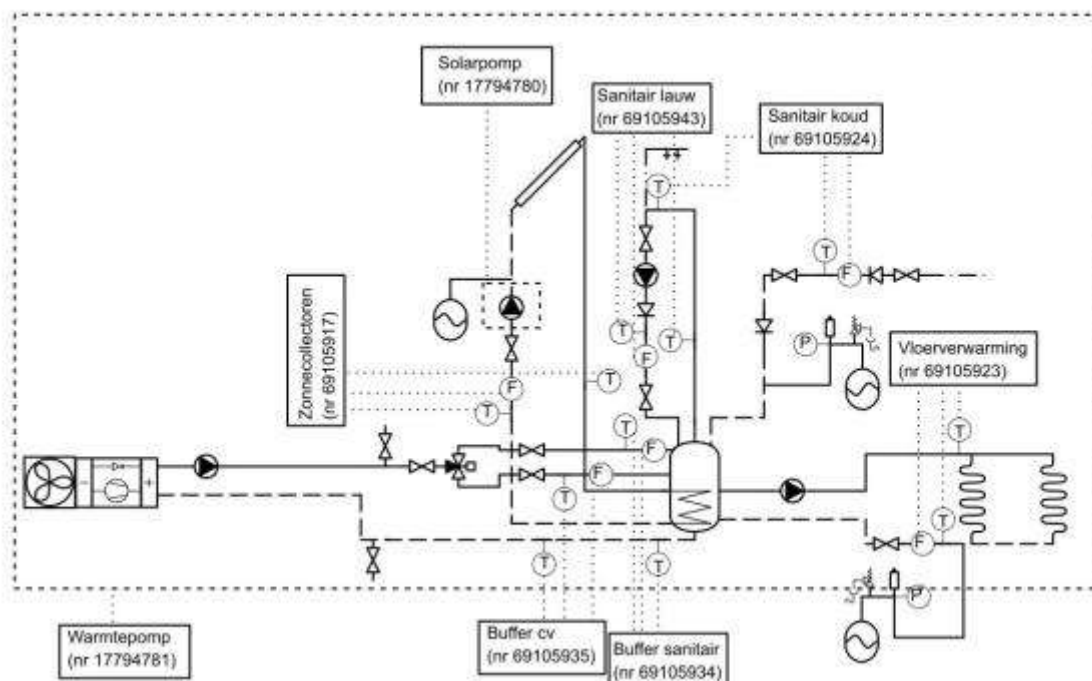 Solarpomp
(nr 17794780)
Sanitair lauw
(nr 69105943)
Sanitair koud
(nr 69105924)
T
T
F
P
Zonnecollectoren
(nr 69105917)
T
F
T
T
F
T
Vloerverwarming
(nr 69105923)
T
T
F
F
T
- +
T
F
T
T
P
Warmtepomp
(nr 17794781)
Buffer cv
(nr 69105935)
Buffer sanitair
(nr 69105934)